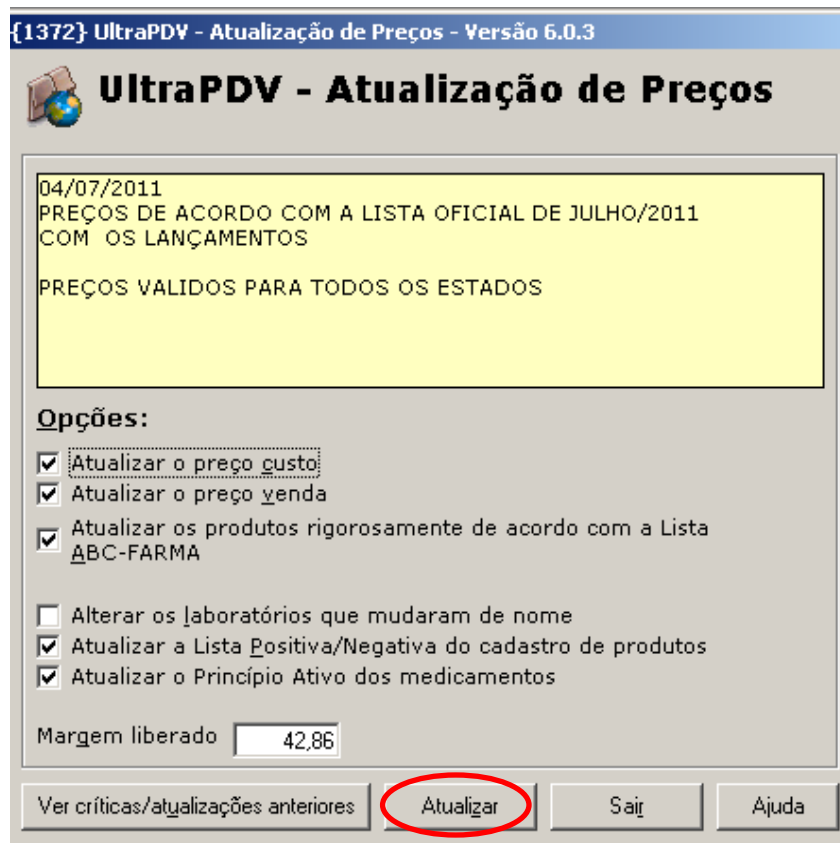 {1372} UltraPDV - Atualização de Preços - Versão 6.0.3
UltraPDV - Atualização de Preços
04/07/2011
PREÇOS DE ACORDO COM A LISTA OFICIAL DE JULHO/2011
COM OS LANÇAMENTOS
PREÇOS VALIDOS PARA TODOS OS ESTADOS
Opções:
Atualizar o preço custo
Atualizar o preço venda
Atualizar os produtos rigorosamente de acordo com a Lista
ABC-FARMA
Alterar os laboratórios que mudaram de nome
Atualizar a Lista Positiva/Negativa do cadastro de produtos
Atualizar o Princípio Ativo dos medicamentos
Margem liberado 42,86
Ver críticas/atualizações anteriores Atualizar Sair Ajuda